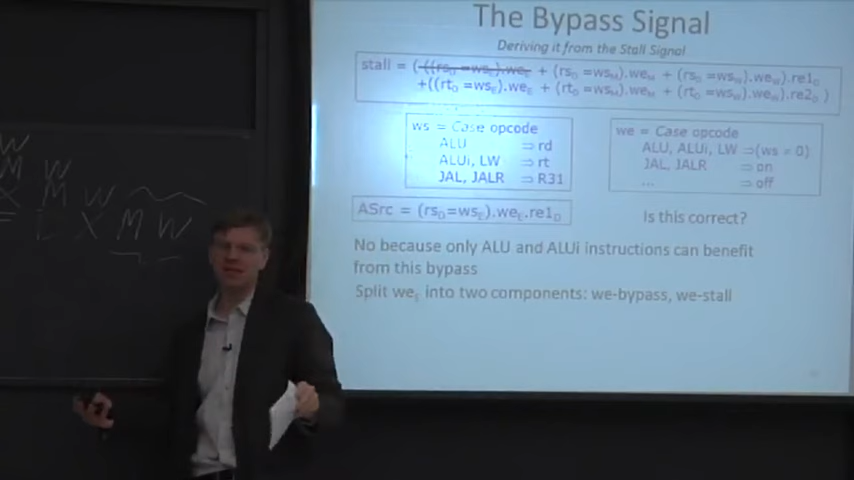 The Bypass Signal
Deriving it from the Stall Signal
stall = ( ((rsD =wsE).weE + (rsD =wsM).weM + (rsD =wsW).weW).re1D
+((rtD =wsE).weE + (rtD =wsM).weM + (rtD =wsW).weW).re2D )
ws = Case opcode
ALU ⇒ rd
ALUi, LW ⇒ rt
JAL, JALR ⇒ R31
we = Case opcode
ALU, ALUi, LW ⇒(ws ≠ 0)
JAL, JALR ⇒ on
... ⇒ off
ASrc = (rsD=wsE).weE.re1D
Is this correct?
No because only ALU and ALUi instructions can benefit
from this bypass
Split weE into two components: we-bypass, we-stall
W
M W
X M W
X M W